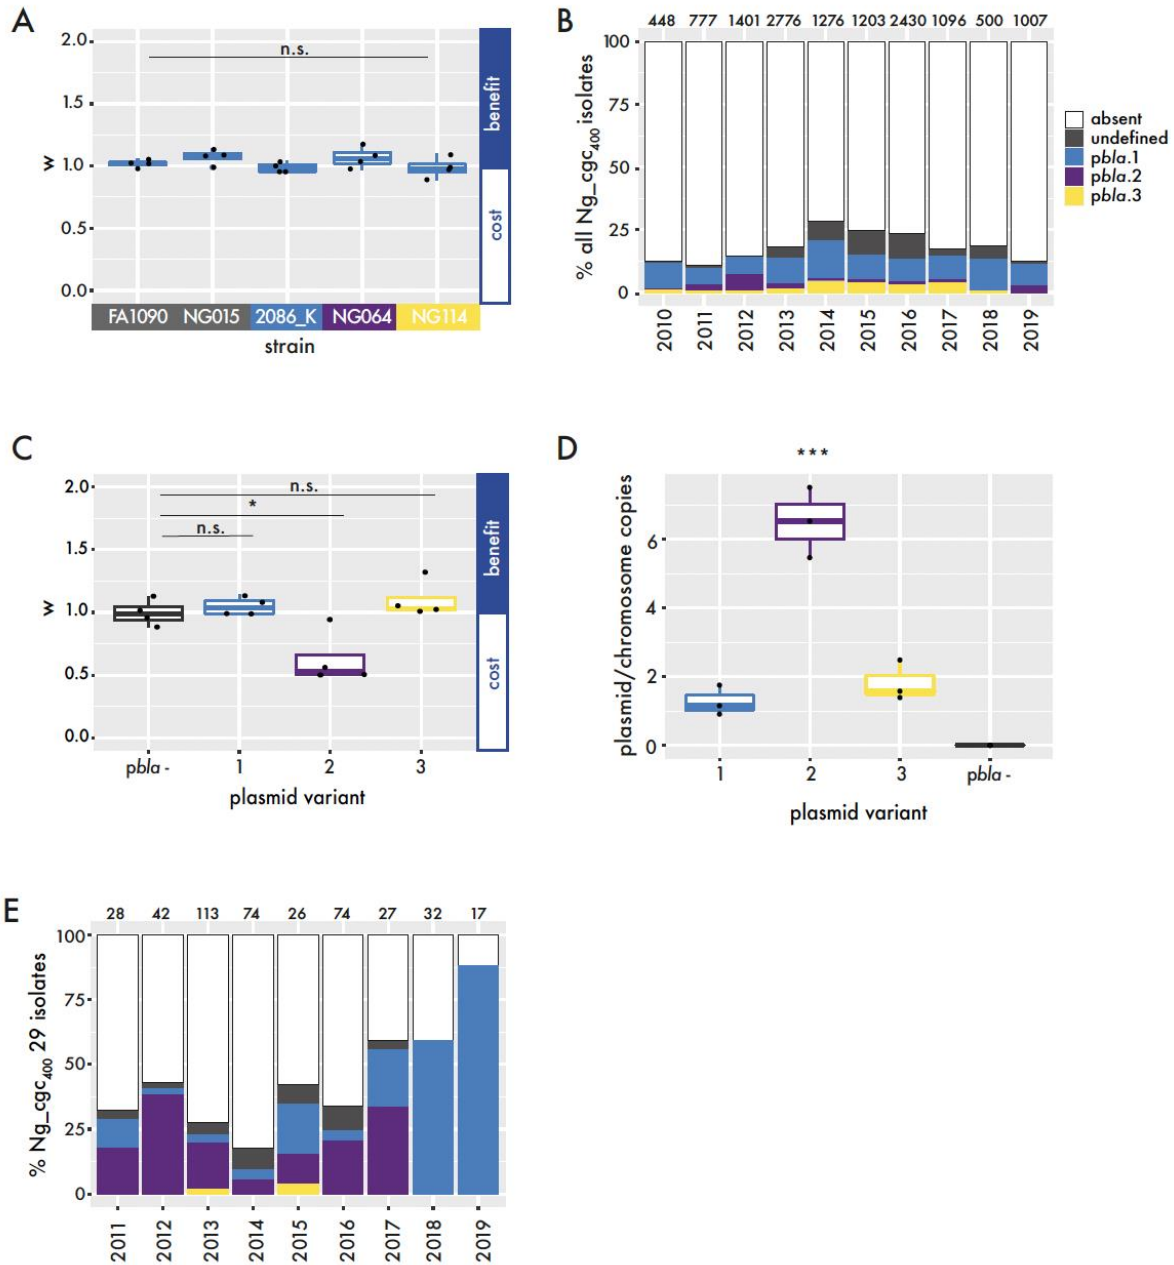 A
2.0
1.5
1.0
0.5
0.0
w
n.s.
benefit
cost
FA1090 NG015 2086_K NG064 NG114
strain
B
448 777 1401 2776 1276 1203 2430 1096 500 1007
100
75
50
25
0
% all Ng_cgc400 isolates
2010 2011 2012 2013 2014 2015 2016 2017 2018 2019
absent
undefined
pbla.1
pbla.2
pbla.3
C
2.0
1.5
1.0
0.5
0.0
w
n.s.
*
n.s.
benefit
cost
pbla - 1 2 3
plasmid variant
D
***
6
4
2
0
plasmid/chromosome copies
1 2 3 pbla -
plasmid variant
E
28 42 113 74 26 74 27 32 17
100
75
50
25
0
% Ng_cgc400 29 isolates
2011 2012 2013 2014 2015 2016 2017 2018 2019